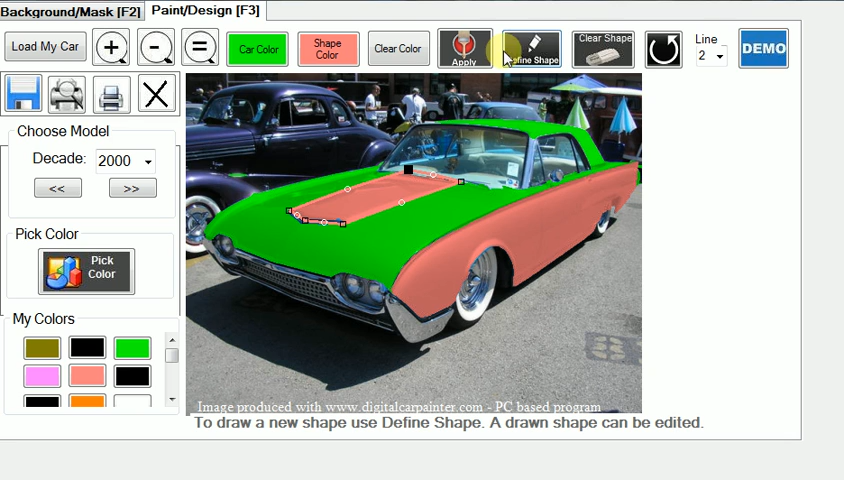 Background/Mask [F2]
Paint/Design [F3]
Load My Car
Car Color
Shape Color
Clear Color
Apply
Define Shape
Clear Shape
Line
2
DEMO
Choose Model
Decade: 2000
<< >>
Pick Color
Pick Color
My Colors
Image produced with www.digitalcarpainter.com - PC based program
To draw a new shape use Define Shape. A drawn shape can be edited.